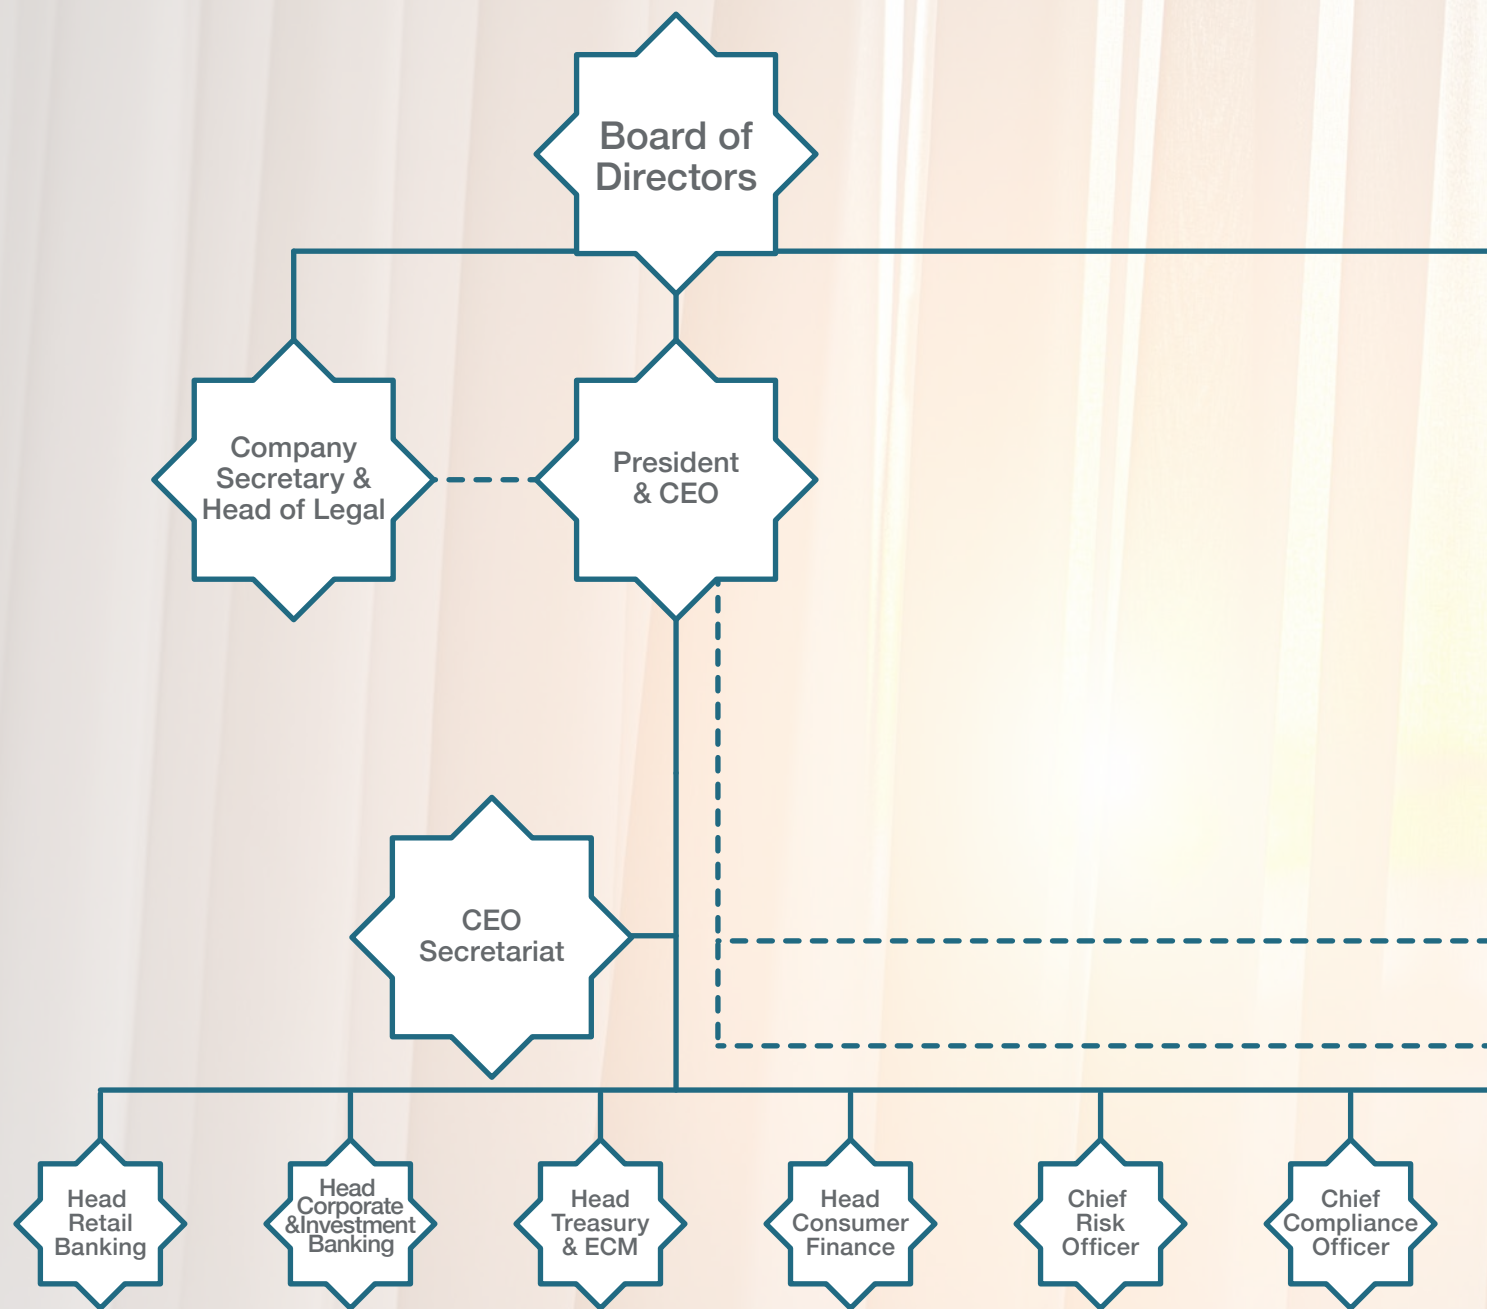 Board of
Directors
Company
Secretary &
Head of Legal
President
& CEO
CEO
Secretariat
Head
Retail
Banking
Head
Corporate
&Investment
Banking
Head
Treasury
& ECM
Head
Consumer
Finance
Chief
Risk
Officer
Chief
Compliance
Officer